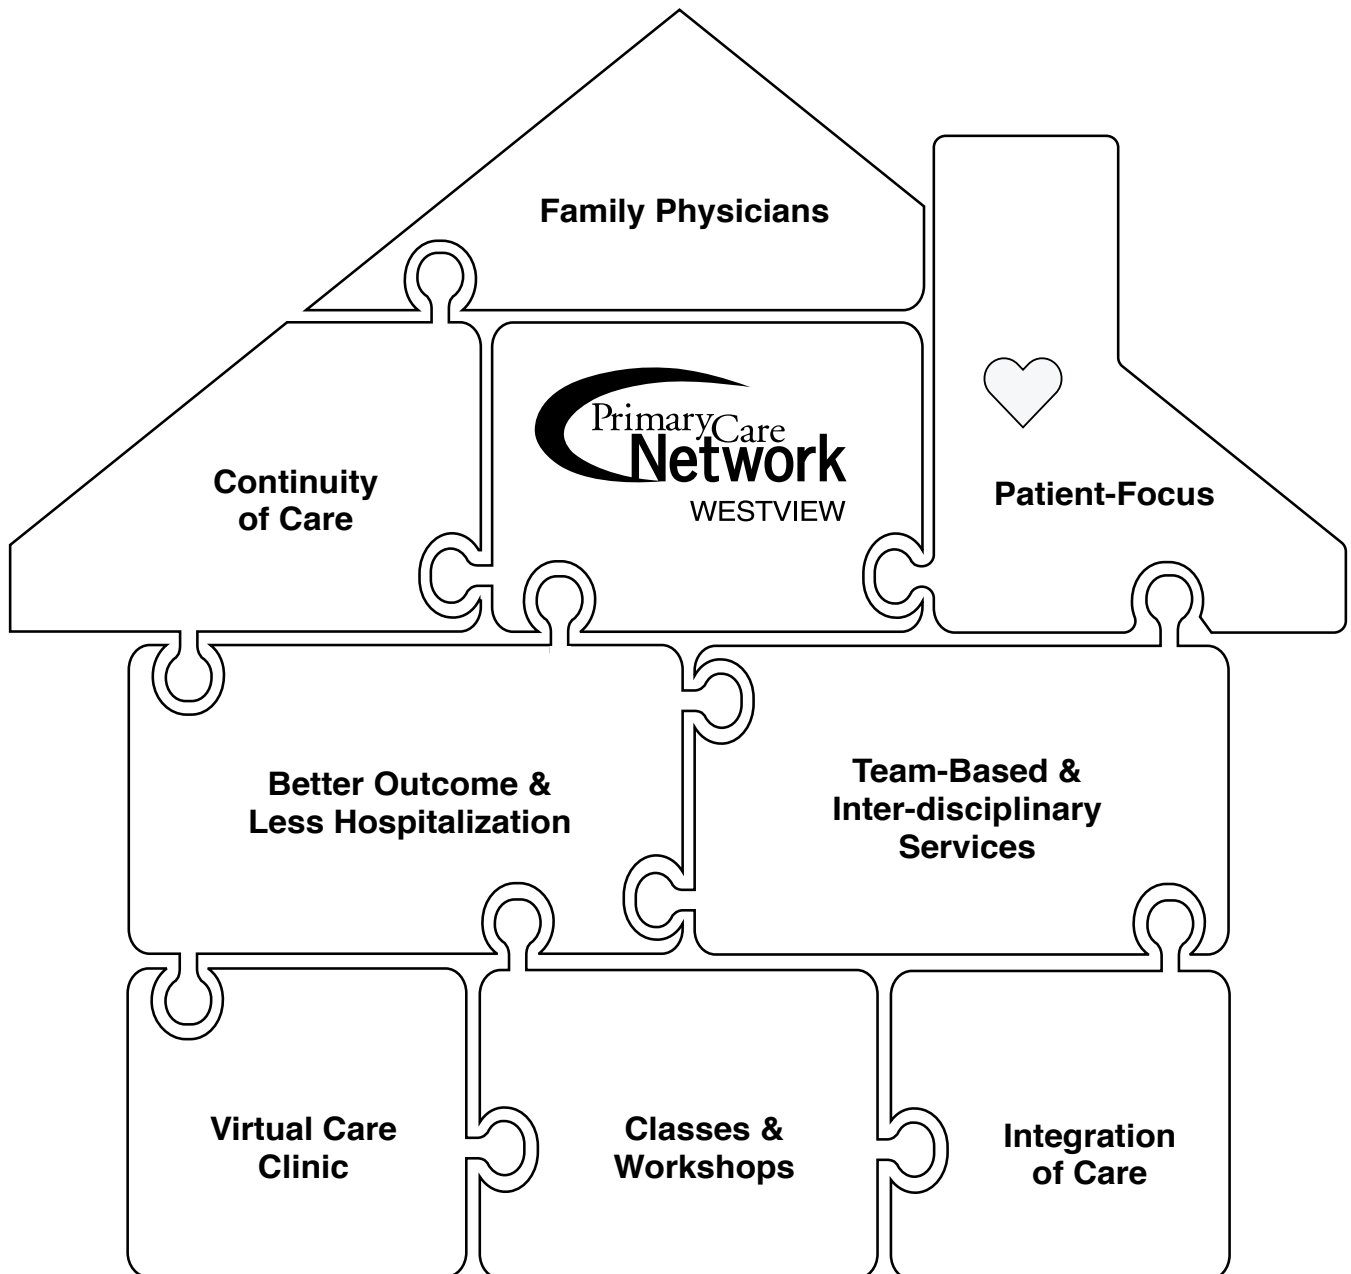 Family Physicians
Continuity
of Care
PrimaryCare
Network
WESTVIEW
Patient-Focus
Better Outcome &
Less Hospitalization
Team-Based &
Inter-disciplinary
Services
Virtual Care
Clinic
Classes &
Workshops
Integration
of Care